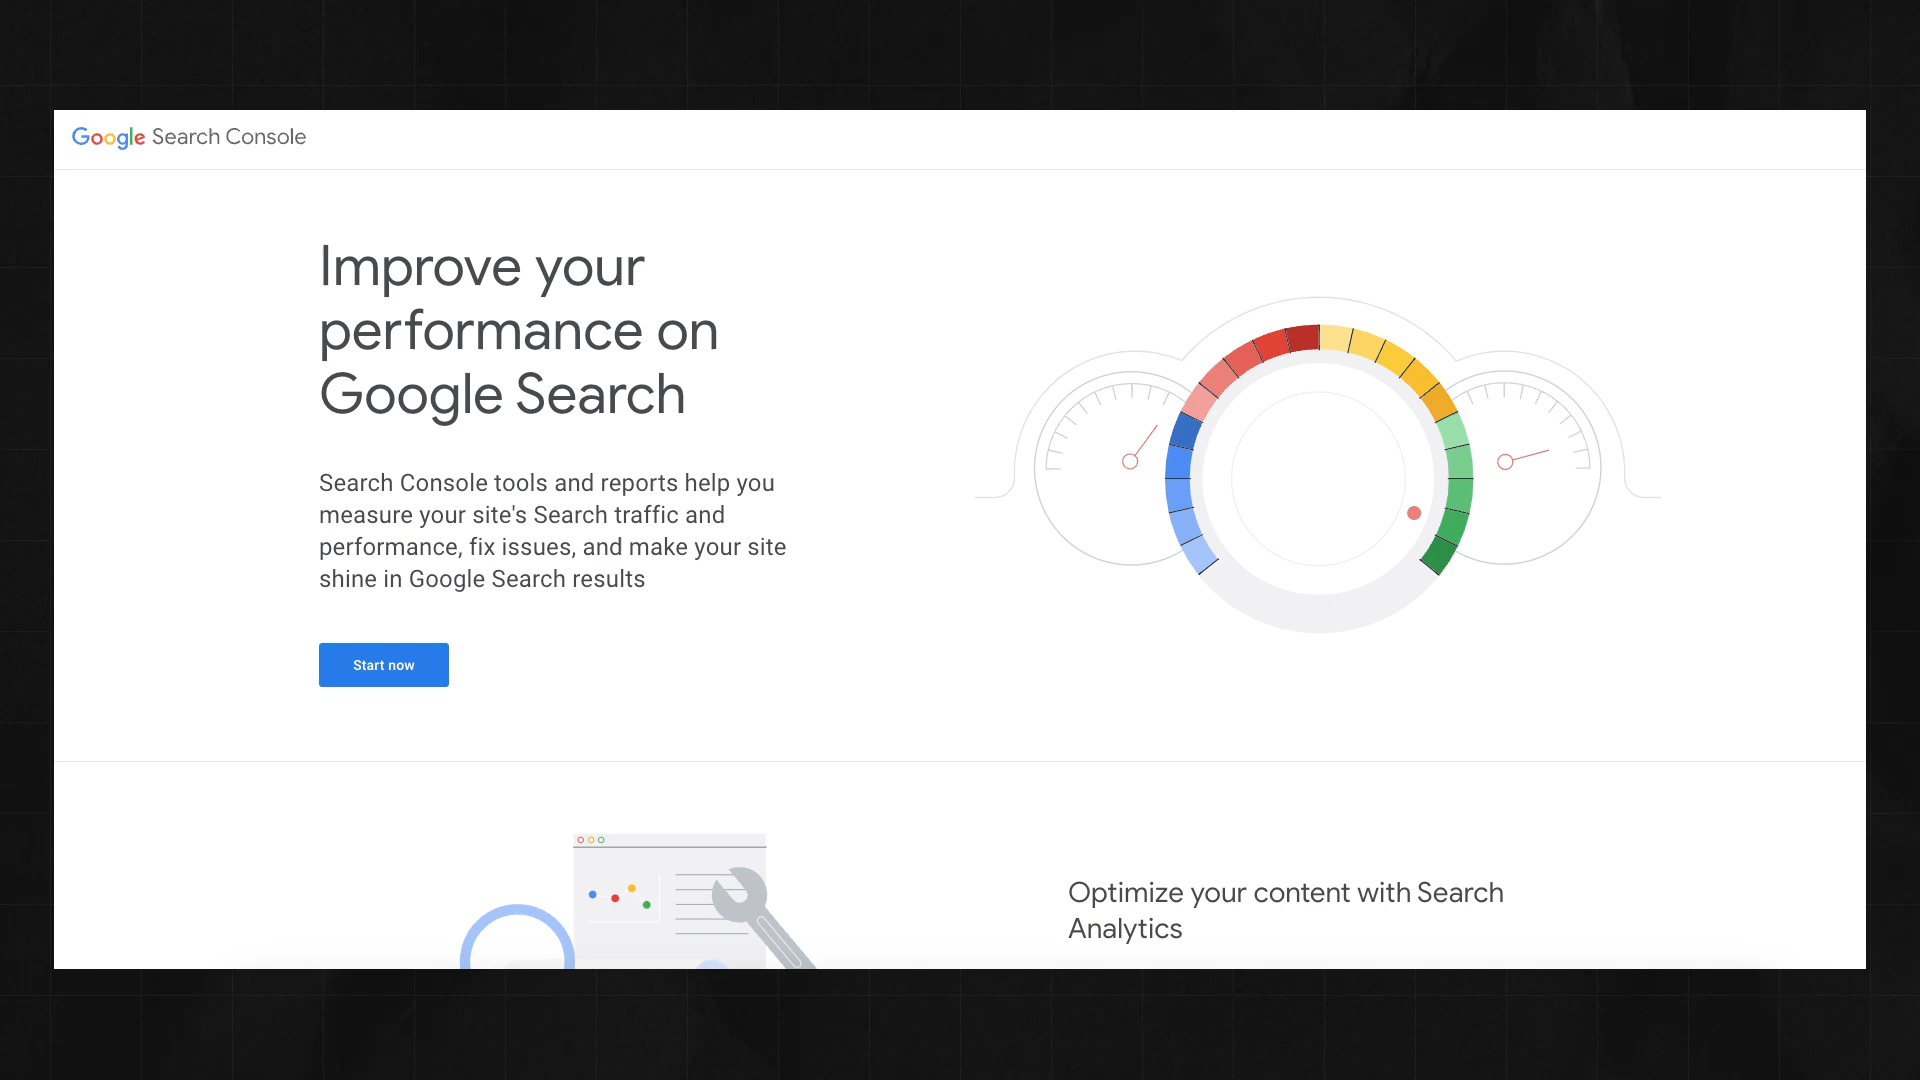 Google Search Console
Improve your
performance on
Google Search
Search Console tools and reports help you
measure your site's Search traffic and
performance, fix issues, and make your site
shine in Google Search results
Start now
Optimize your content with Search
Analytics